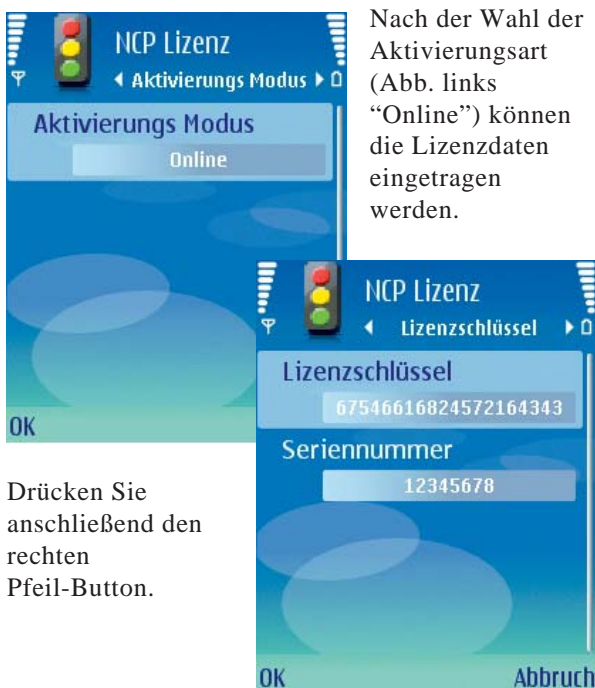 NCP Lizenz
Aktivierungs Modus
Aktivierungs Modus
Online
OK
Nach der Wahl der
Aktivierungsart
(Abb. links
“Online”) können
die Lizenzdaten
eingetragen
werden.
NCP Lizenz
Lizenzschlüssel
Lizenzschlüssel
67546616824572164343
Seriennummer
12345678
OK
Abbruch
Drücken Sie
anschließend den
rechten
Pfeil-Button.